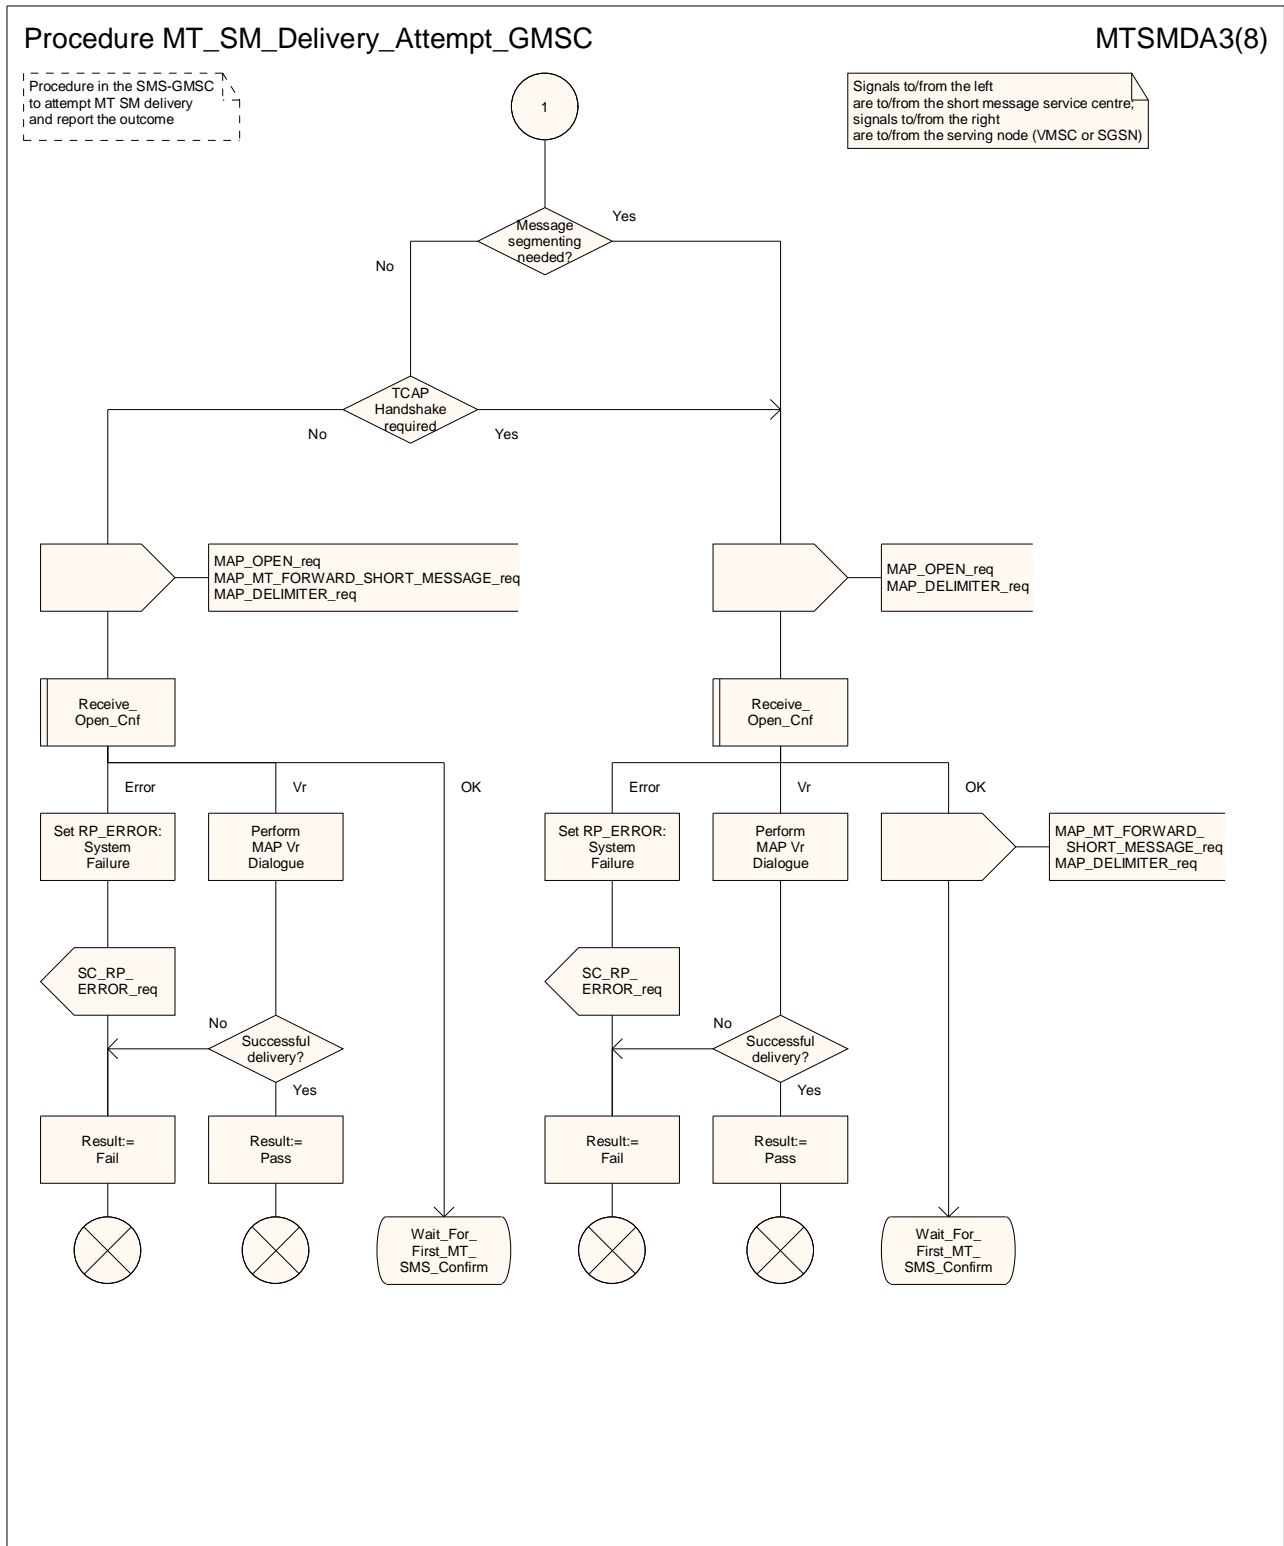 Procedure MT_SM_Delivery_Attempt_GMSC
MTSMDA3(8)
Procedure in the SMS-GMSC
to attempt MT SM delivery
and report the outcome
1
Signals to/from the left
are to/from the short message service centre;
signals to/from the right
are to/from the serving node (VMSC or SGSN)
Message
segmenting
needed?
Yes
No
TCAP
Handshake
required
No
Yes
MAP_OPEN_req
MAP_MT_FORWARD_SHORT_MESSAGE_req
MAP_DELIMITER_req
MAP_OPEN_req
MAP_DELIMITER_req
Receive_
Open_Cnf
Receive_
Open_Cnf
Error
Vr
OK
Error
Vr
OK
Set RP_ERROR:
System
Failure
Perform
MAP Vr
Dialogue
Set RP_ERROR:
System
Failure
Perform
MAP Vr
Dialogue
MAP_MT_FORWARD_
SHORT_MESSAGE_req
MAP_DELIMITER_req
SC_RP_
ERROR_req
SC_RP_
ERROR_req
No
Successful
delivery?
Yes
No
Successful
delivery?
Yes
Result:=
Fail
Result:=
Pass
Result:=
Fail
Result:=
Pass
Wait_For_
First_MT_
SMS_Confirm
Wait_For_
First_MT_
SMS_Confirm